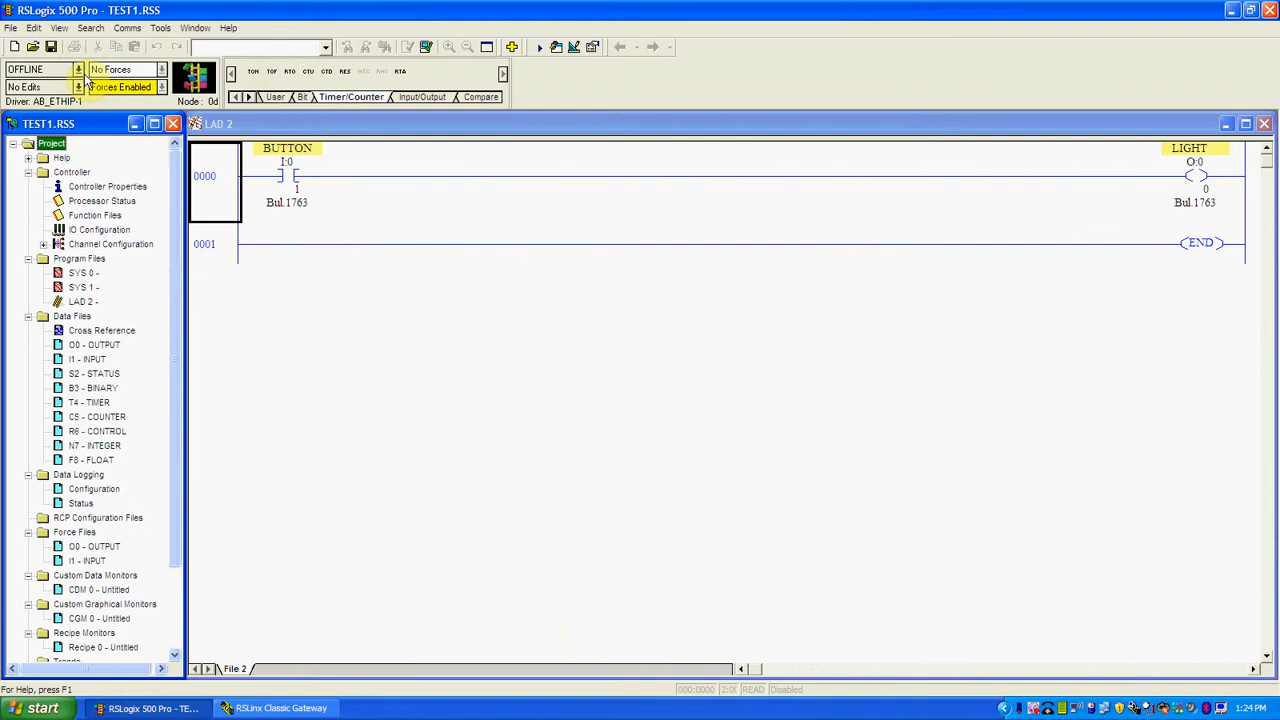 RSLogix 500 Pro - TEST1.RSS
File Edit View Search Comms Tools Window Help
OFFLINE No Forces
No Edits Forces Enabled
Driver: AB_ETHIP-1 Node : 0d
TON TOF RTO CTU CTD RES HSC RHC RTA
User Bit Timer/Counter Input/Output Compare
TEST1.RSS
Project
Help
Controller
Controller Properties
Processor Status
Function Files
IO Configuration
Channel Configuration
Program Files
SYS 0 -
SYS 1 -
LAD 2 -
Data Files
Cross Reference
O0 - OUTPUT
I1 - INPUT
S2 - STATUS
B3 - BINARY
T4 - TIMER
C5 - COUNTER
R6 - CONTROL
N7 - INTEGER
F8 - FLOAT
Data Logging
Configuration
Status
RCP Configuration Files
Force Files
O0 - OUTPUT
I1 - INPUT
Custom Data Monitors
CDM 0 - Untitled
Custom Graphical Monitors
CGM 0 - Untitled
Recipe Monitors
Recipe 0 - Untitled
Trends
LAD 2
BUTTON LIGHT
I:0 O:0
0000
1 0
Bul.1763 Bul.1763
0001 END
File 2
For Help, press F1 000:0000 2:00 READ Disabled
start RSLogix 500 Pro - TE... RSLinx Classic Gateway 1:24 PM